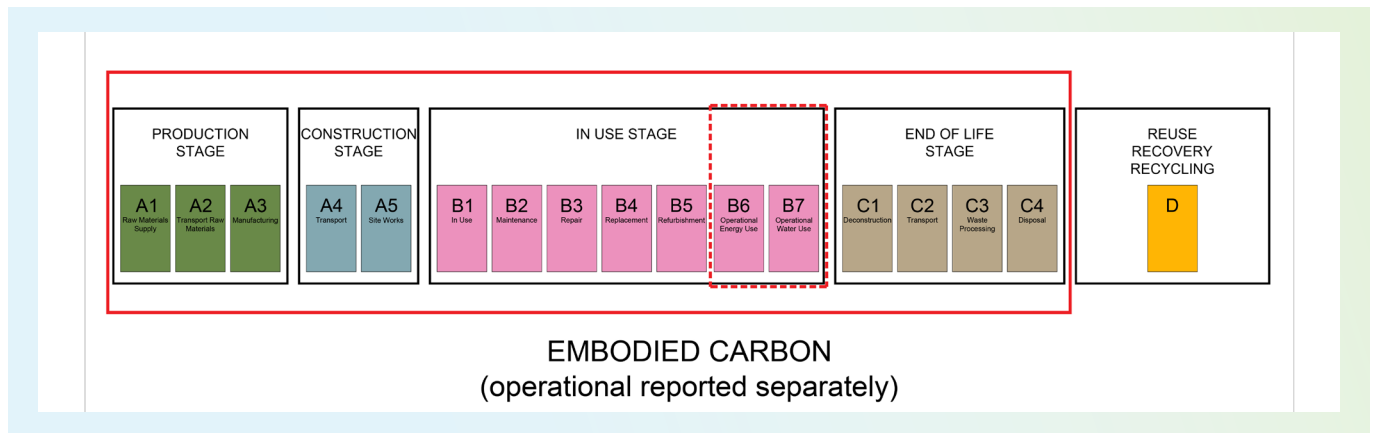 PRODUCTION
STAGE
A1
Raw Materials
Supply
A2
Transport Raw
Materials
A3
Manufacturing
CONSTRUCTION
STAGE
A4
Transport
A5
Site Works
IN USE STAGE
B1
In Use
B2
Maintenance
B3
Repair
B4
Replacement
B5
Refurbishment
B6
Operational
Energy Use
B7
Operational
Water Use
END OF LIFE
STAGE
C1
Deconstruction
C2
Transport
C3
Waste
Processing
C4
Disposal
REUSE
RECOVERY
RECYCLING
D
EMBODIED CARBON
(operational reported separately)